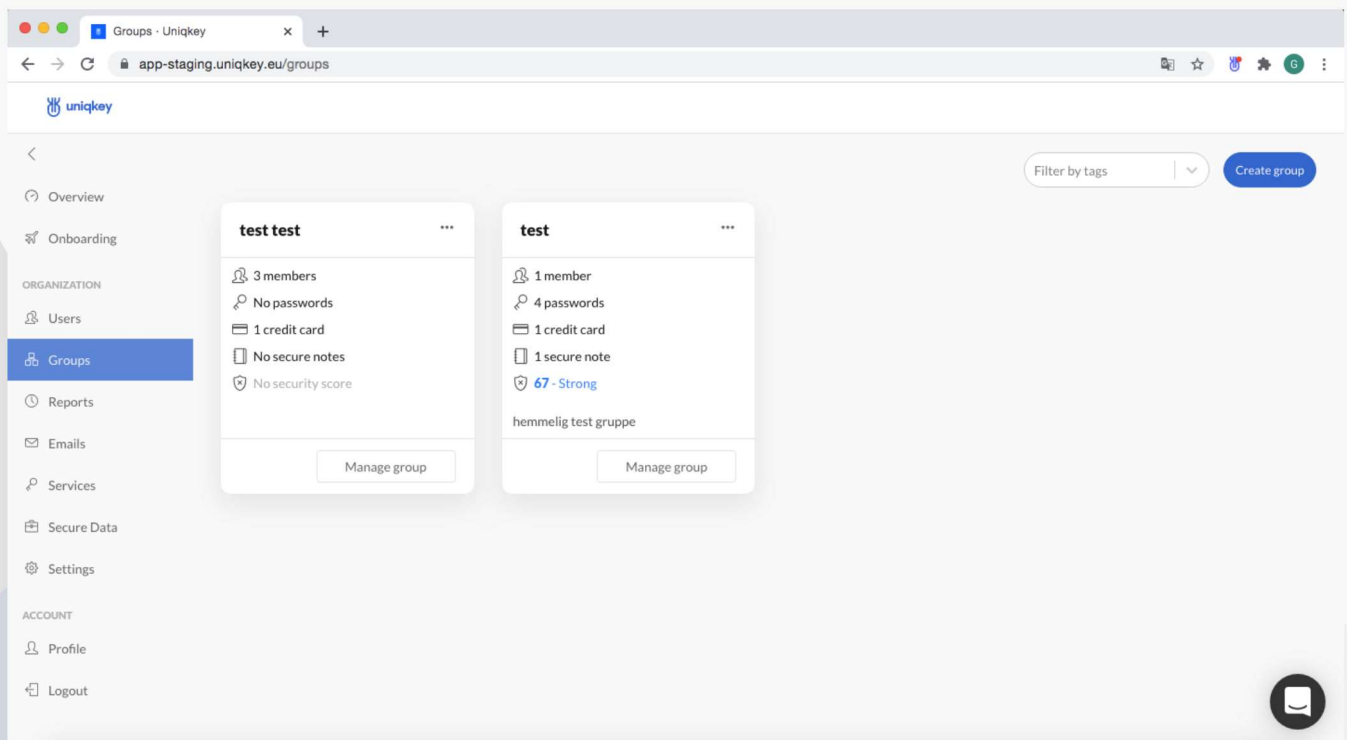 Groups · Uniqkey
app-staging.uniqkey.eu/groups
G
uniqkey
Filter by tags
Create group
Overview
Onboarding
ORGANIZATION
Users
Groups
Reports
Emails
Services
Secure Data
Settings
ACCOUNT
Profile
Logout
test test
3 members
No passwords
1 credit card
No secure notes
No security score
Manage group
test
1 member
4 passwords
1 credit card
1 secure note
67 - Strong
hemmelig test gruppe
Manage group